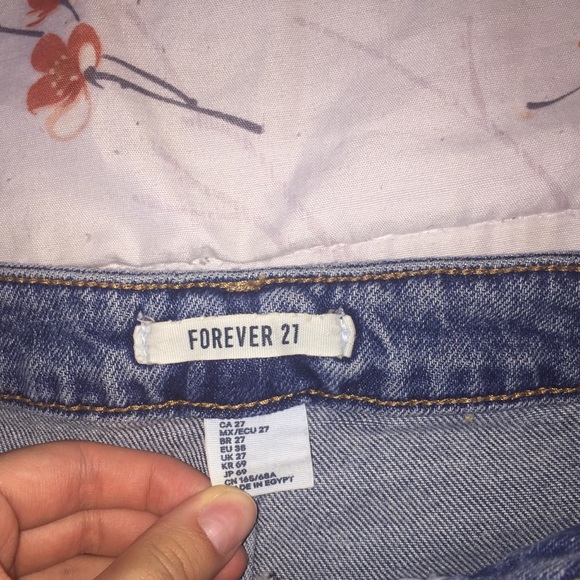 FOREVER 21
CA 27
MX/ECU 27
BR 27
EU 38
UK 27
KR 69
JP 69
CN 165/68A
MADE IN EGYPT